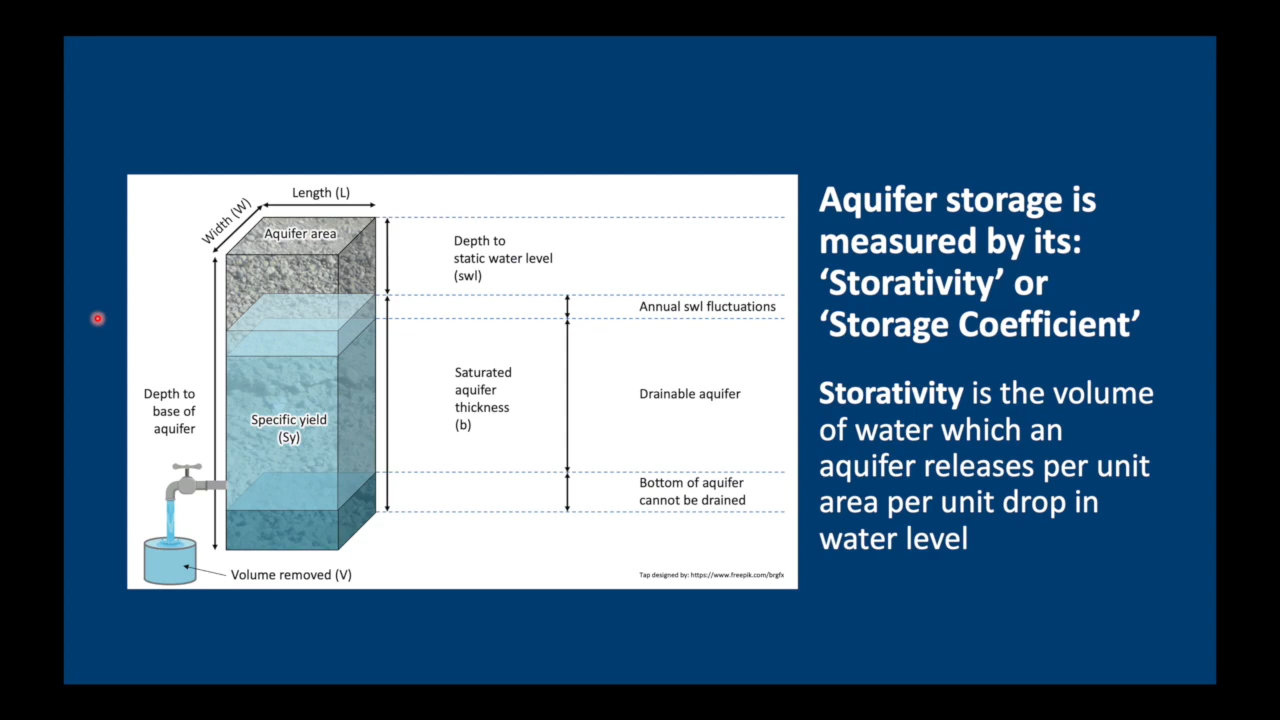 Length (L)
Width (W)
Aquifer area
Depth to
static water level
(swl)
Annual swl fluctuations
Saturated
aquifer
thickness
(b)
Drainable aquifer
Depth to
base of
aquifer
Specific yield
(Sy)
Bottom of aquifer
cannot be drained
Volume removed (V)
Tap designed by: https://www.freepik.com/brgfx
Aquifer storage is
measured by its:
‘Storativity’ or
‘Storage Coefficient’
Storativity is the volume
of water which an
aquifer releases per unit
area per unit drop in
water level